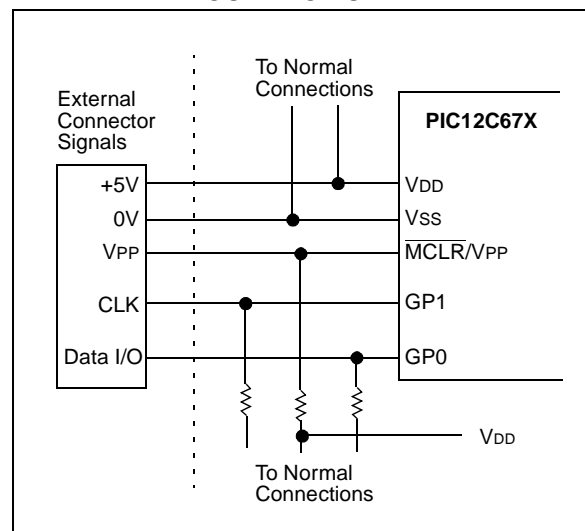 To Normal
Connections
External
Connector
Signals
PIC12C67X
+5V
VDD
0V
VSS
VPP
MCLR/VPP
CLK
GP1
Data I/O
GP0
VDD
To Normal
Connections